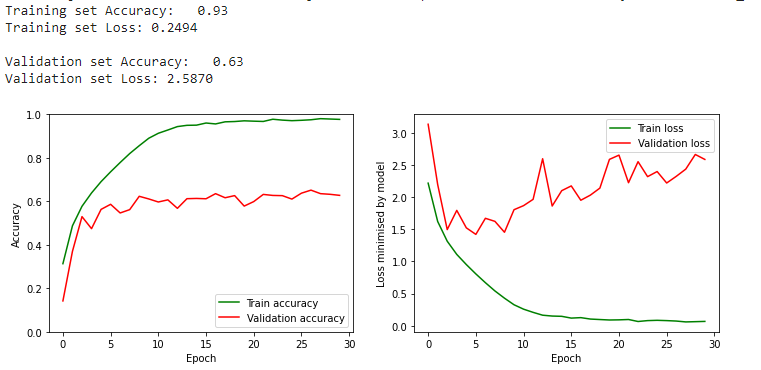 Training set Accuracy:   0.93
Training set Loss: 0.2494
Validation set Accuracy:   0.63
Validation set Loss: 2.5870
1.0
0.8
0.6
0.4
0.2
0.0
Accuracy
0 5 10 15 20 25 30
Epoch
Train accuracy
Validation accuracy
3.0
2.5
2.0
1.5
1.0
0.5
0.0
Loss minimised by model
0 5 10 15 20 25 30
Epoch
Train loss
Validation loss